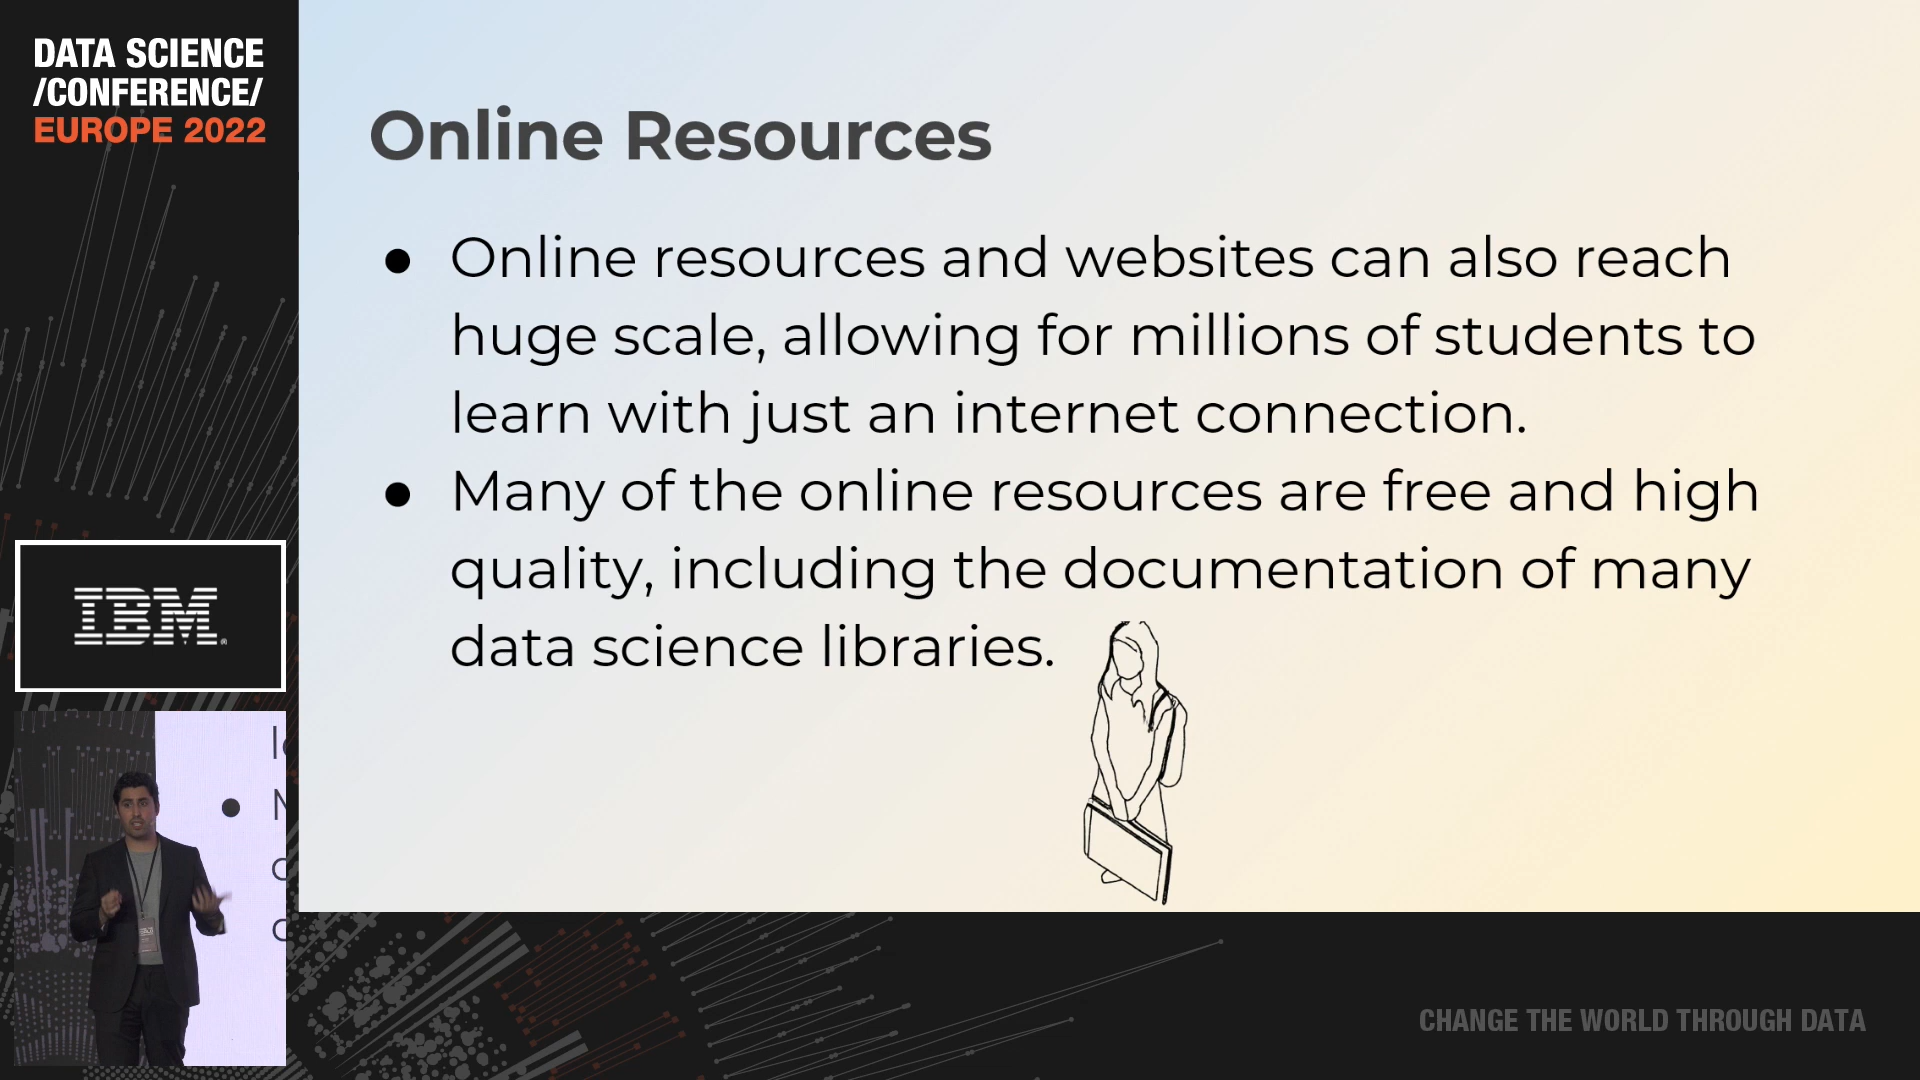 DATA SCIENCE
/CONFERENCE/
EUROPE 2022
Online Resources
● Online resources and websites can also reach
huge scale, allowing for millions of students to
learn with just an internet connection.
● Many of the online resources are free and high
quality, including the documentation of many
data science libraries.
IBM
CHANGE THE WORLD THROUGH DATA